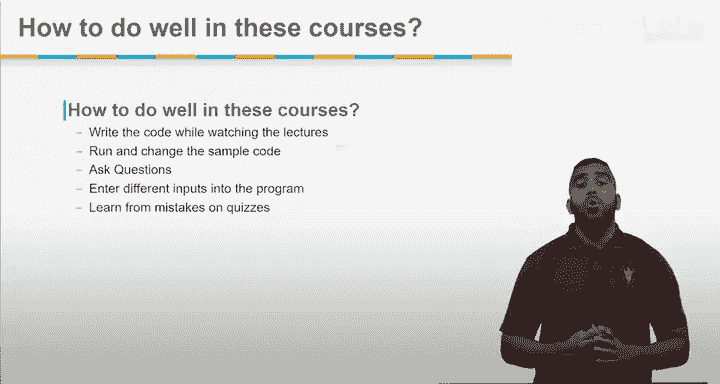 How to do well in these courses?
How to do well in these courses?
– Write the code while watching the lectures
– Run and change the sample code
– Ask Questions
– Enter different inputs into the program
– Learn from mistakes on quizzes